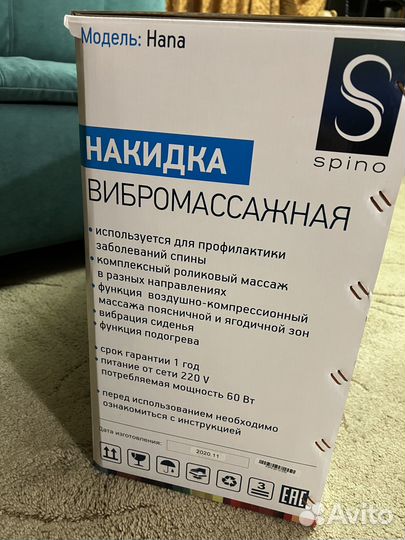 Модель: Hana
S
spino
НАКИДКА
ВИБРОМАССАЖНАЯ
• используется для профилактики
заболеваний спины
• комплексный роликовый массаж
в разных направлениях
• функция воздушно-компрессионный
массажа поясничной и ягодичной зон
• вибрация сиденья
• функция подогрева
• срок гарантии 1 год
• питание от сети 220 V
потребляемая мощность 60 Вт
• перед использованием необходимо
ознакомиться с инструкцией
Дата изготовления:
2020.11
3
EAC
Avito